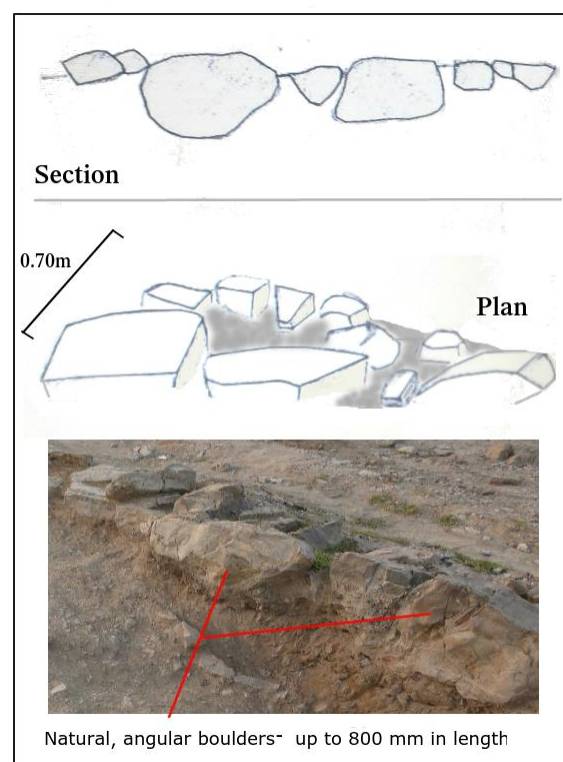 Section
0.70m
Plan
Natural, angular boulders- up to 800 mm in length